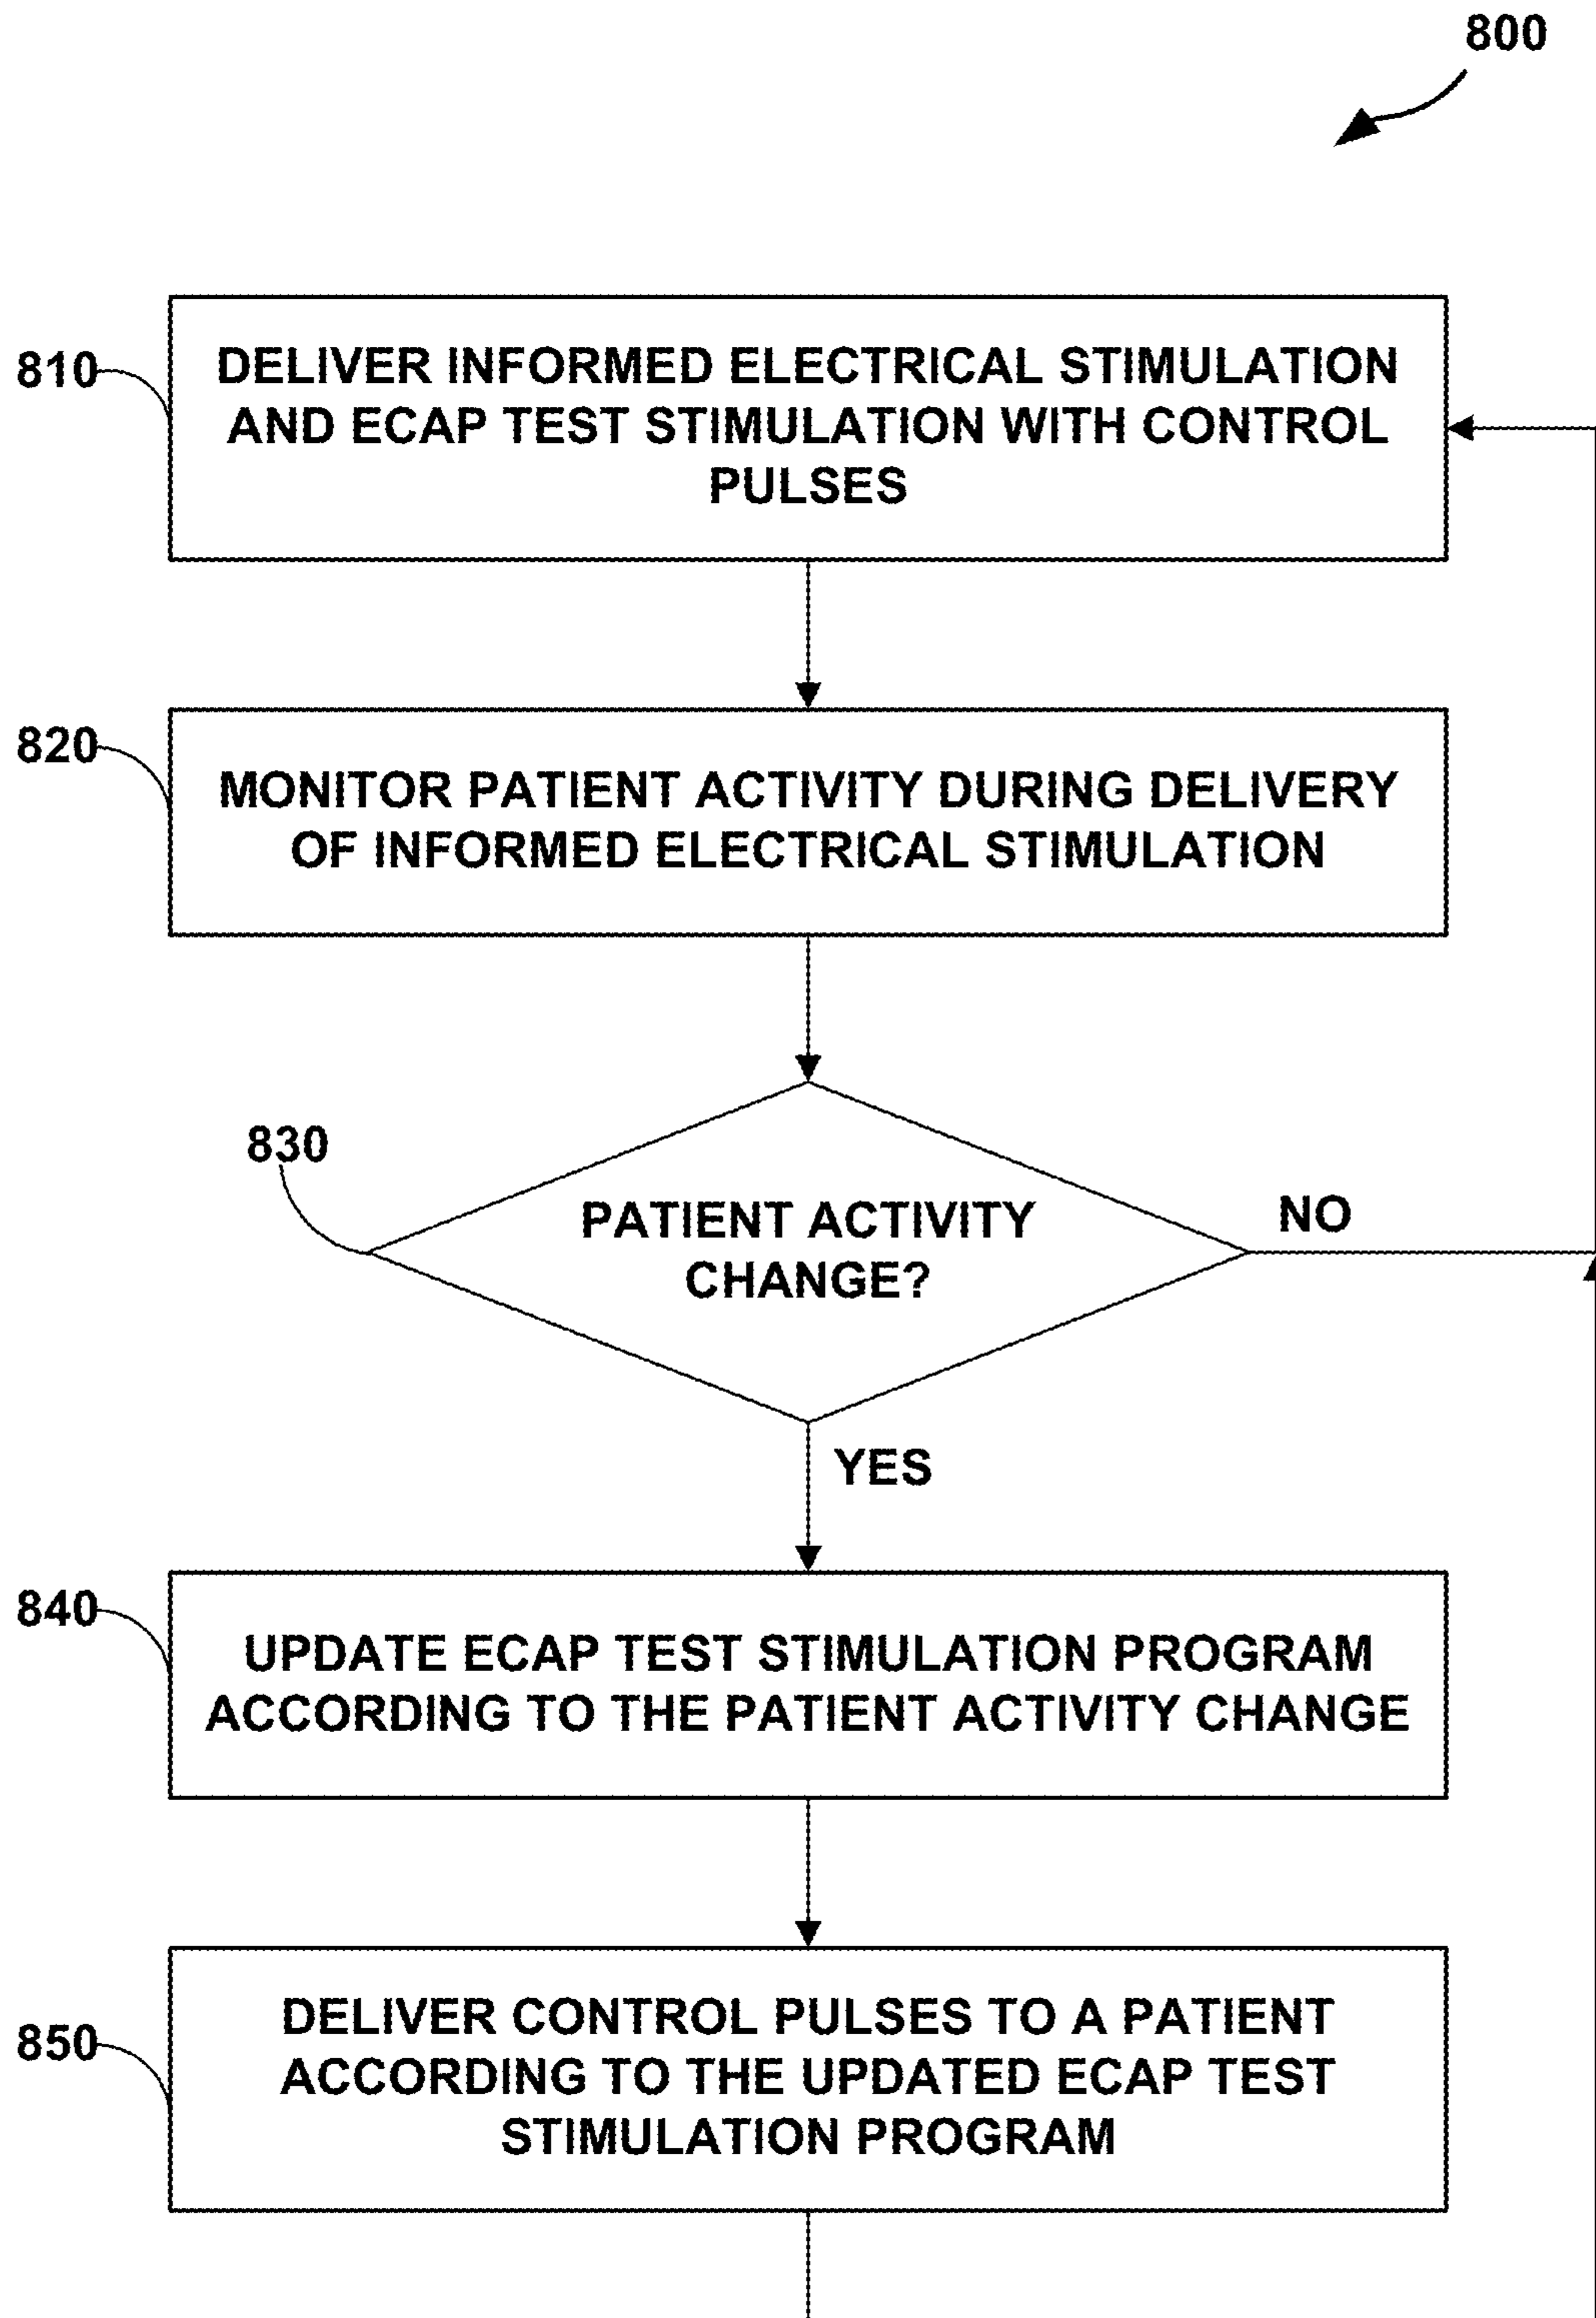 800
810
DELIVER INFORMED ELECTRICAL STIMULATION
AND ECAP TEST STIMULATION WITH CONTROL
PULSES
820
MONITOR PATIENT ACTIVITY DURING DELIVERY
OF INFORMED ELECTRICAL STIMULATION
830
PATIENT ACTIVITY
CHANGE?
NO
YES
840
UPDATE ECAP TEST STIMULATION PROGRAM
ACCORDING TO THE PATIENT ACTIVITY CHANGE
850
DELIVER CONTROL PULSES TO A PATIENT
ACCORDING TO THE UPDATED ECAP TEST
STIMULATION PROGRAM